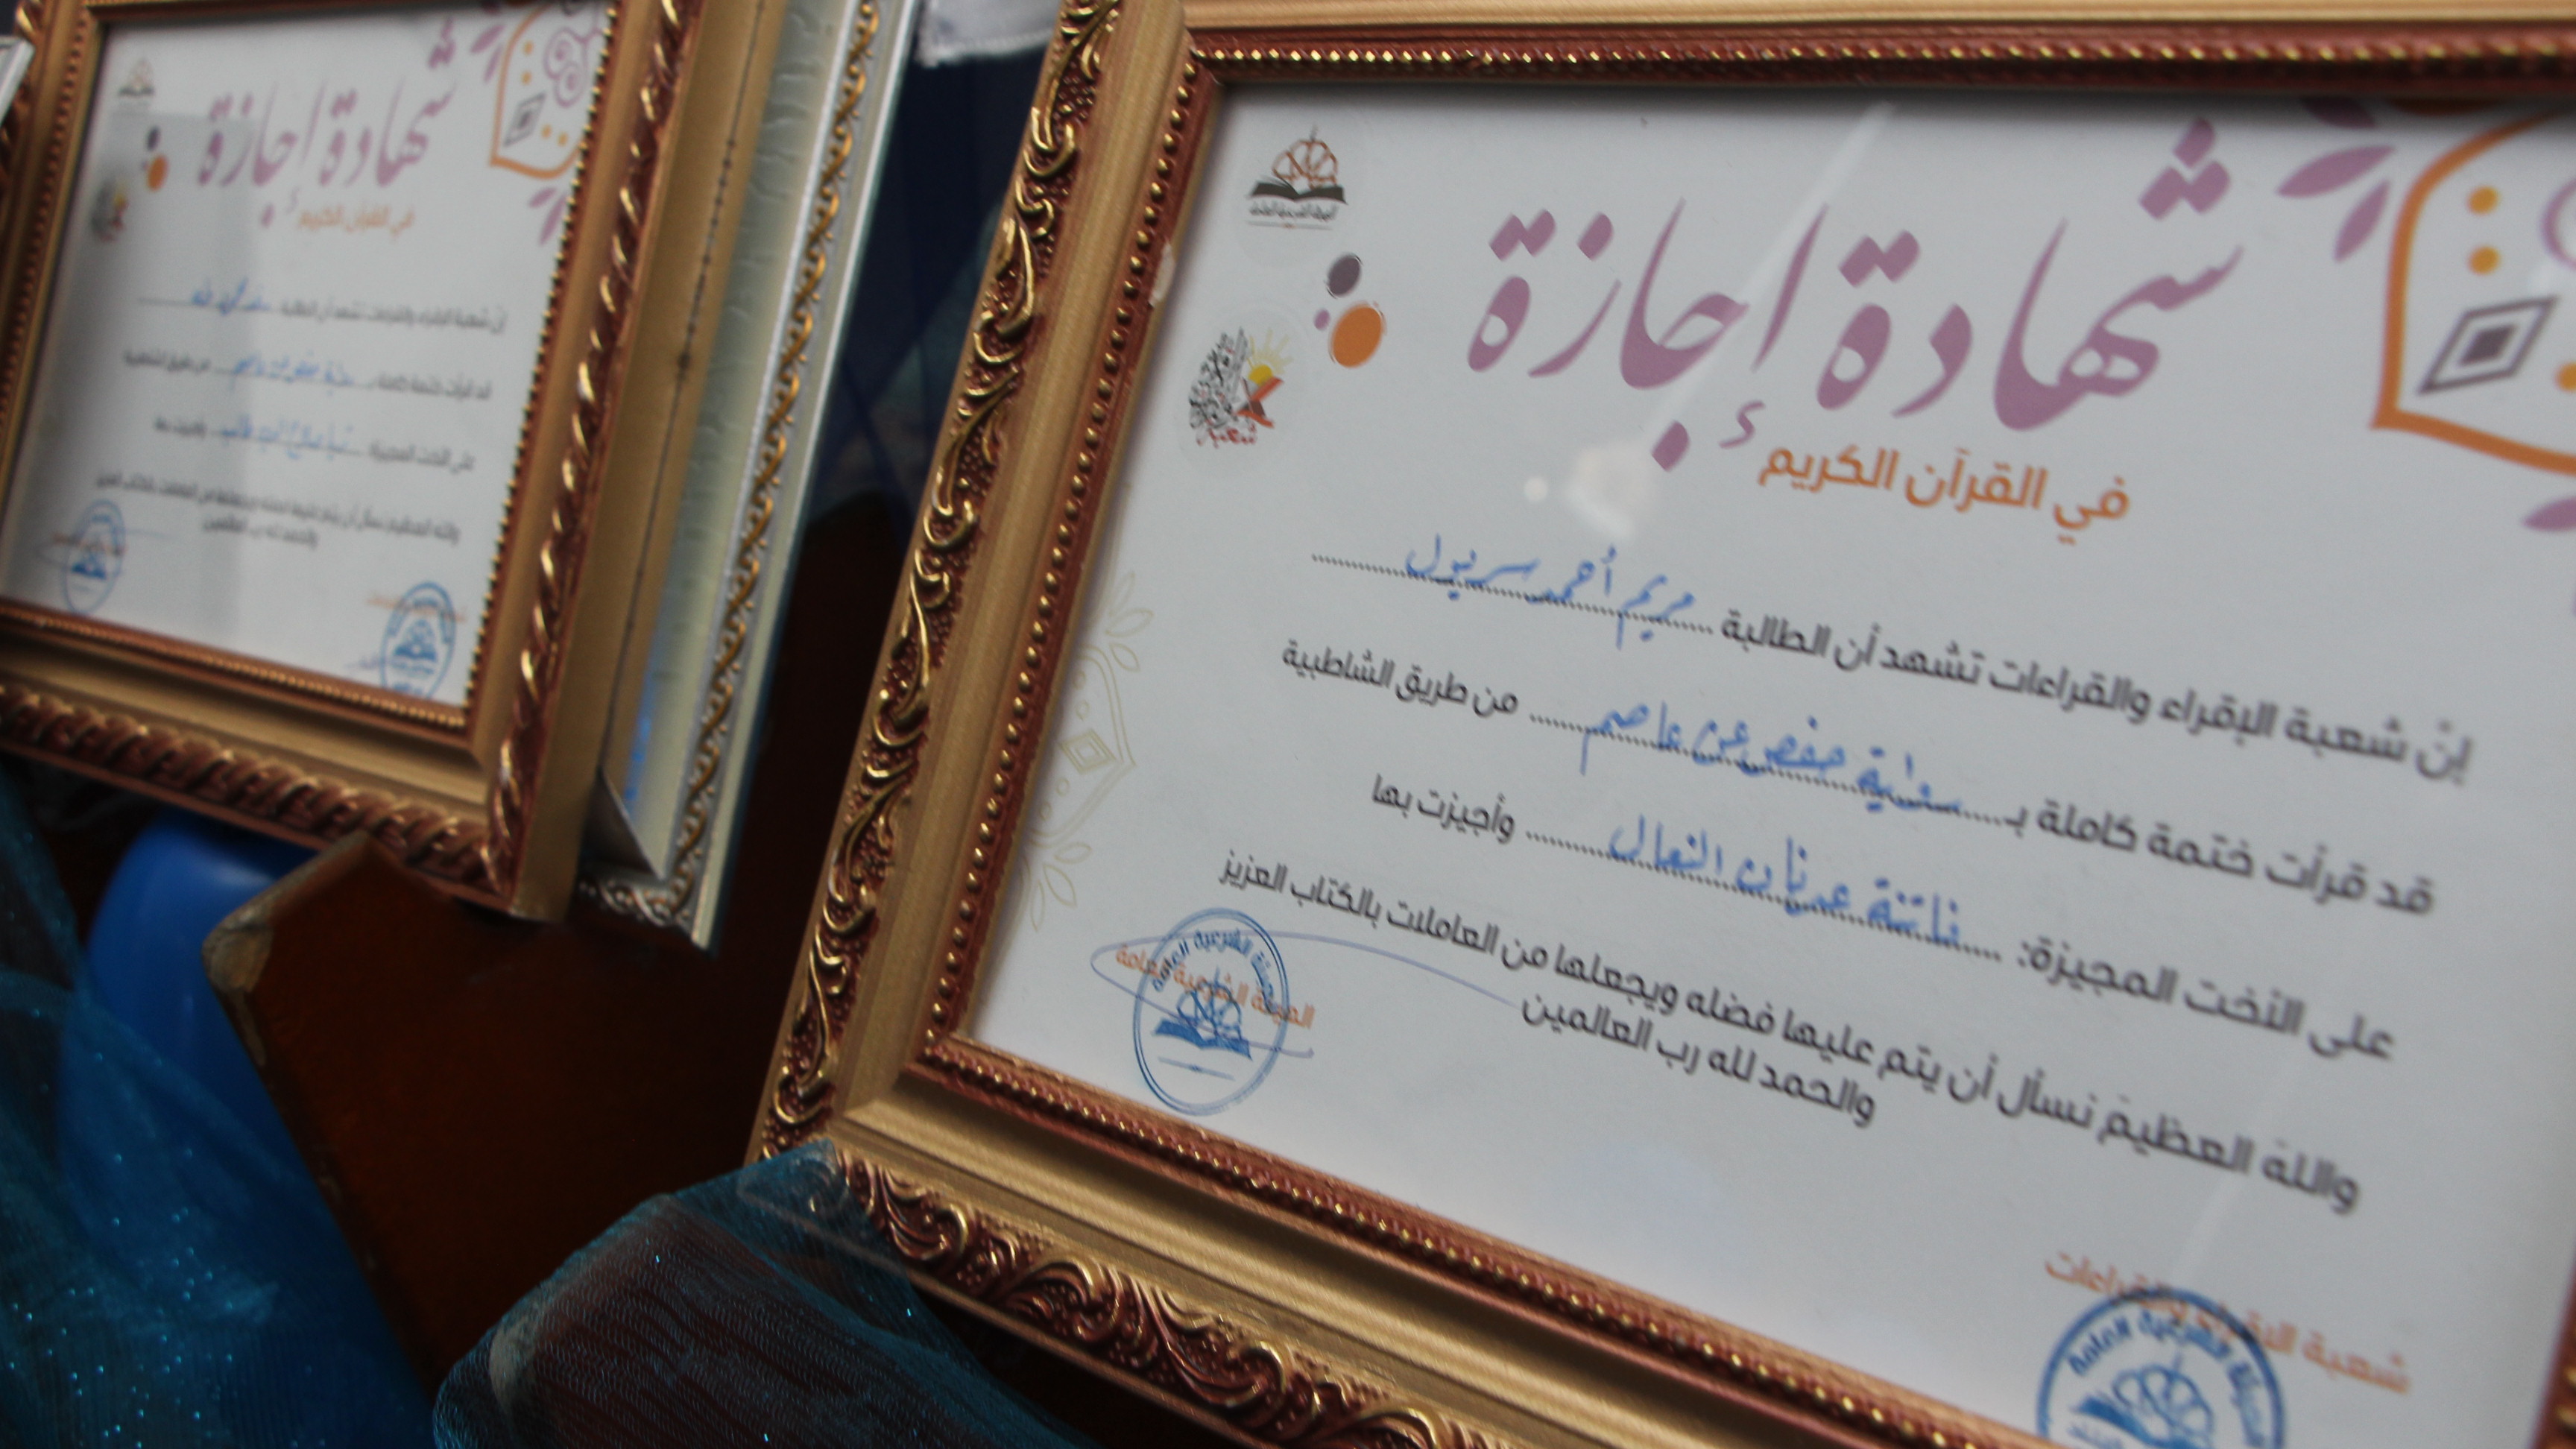 شهادة إجازة
في القرآن الكريم
إنّ شعبة الإقراء والقراءات تشهد أن الطالبة مريم أحمد سريول
قد قرأت ختمة كاملة بـ رواية حفص عن عاصم من طريق الشاطبية
على الأخت المجيزة: فاتنة عدنان النعال وأجيزت بها
والله العظيم نسأل أن يتم عليها فضله ويجعلها من العاملات بالكتاب العزيز
والحمد لله رب العالمين
شعبة الإقراء والقراءات
الهيئة الشرعية العامة
الهيئة الشرعية العامة
شهادة إجازة
في القرآن الكريم
إنّ شعبة الإقراء والقراءات تشهد أن الطالبة
قد قرأت ختمة كاملة رواية حفص عن عاصم من طريق الشاطبية
على الأخت المجيزة وأجيزت بها
والله العظيم نسأل أن يتم عليها فضله ويجعلها من العاملات بالكتاب العزيز
والحمد لله رب العالمين